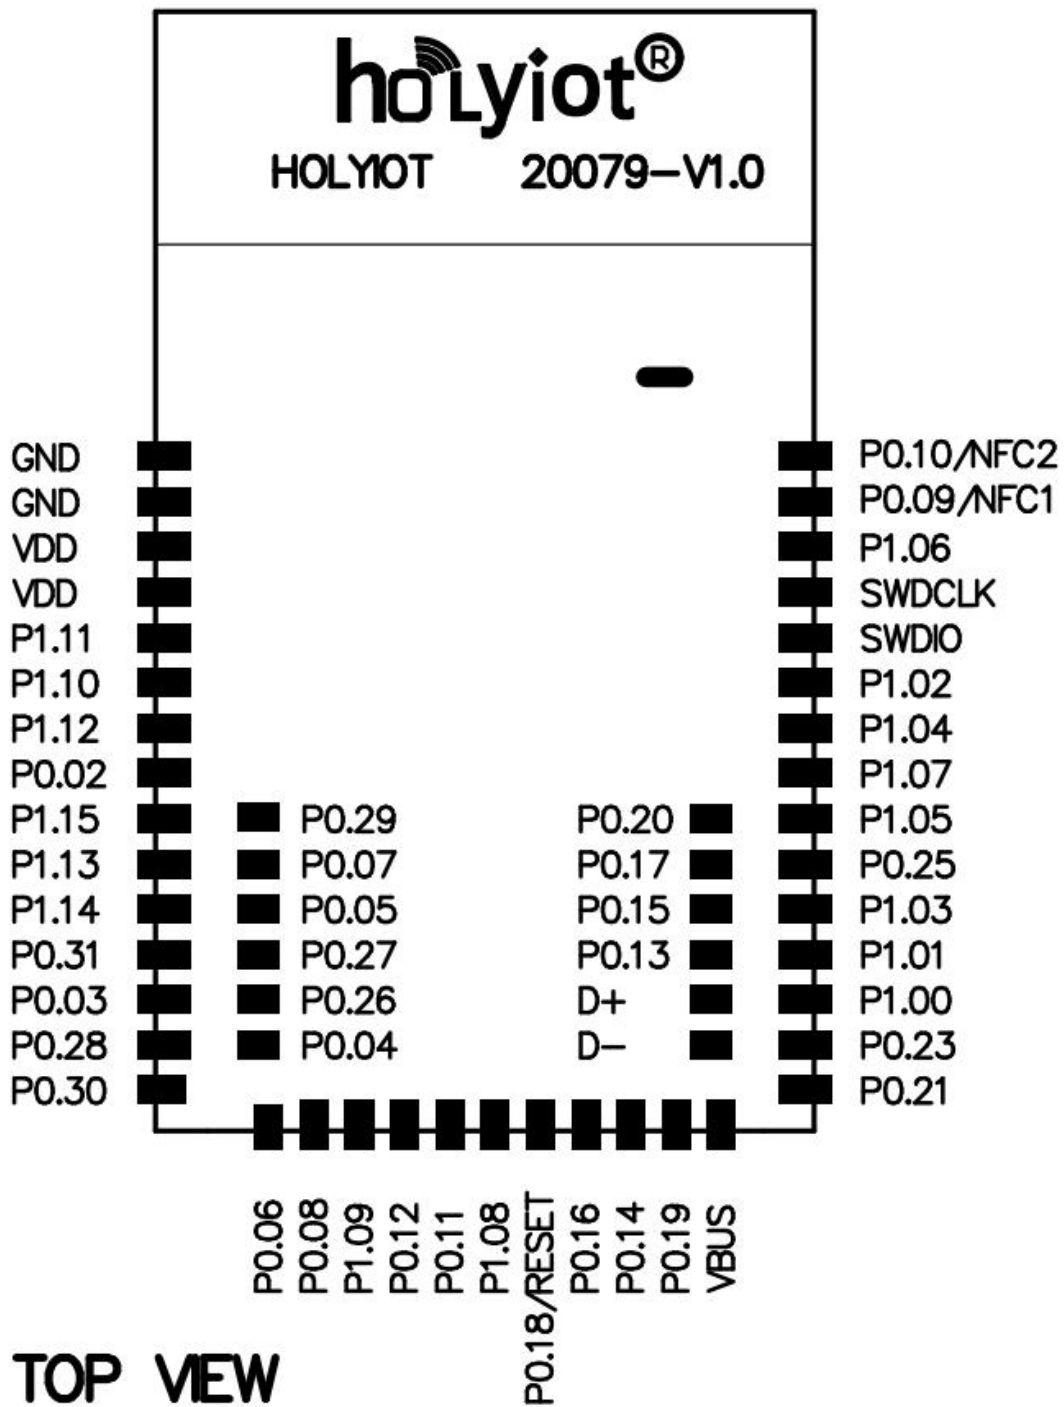 holyiot®
HOLYIOT 20079-V1.0
GND
GND
VDD
VDD
P1.11
P1.10
P1.12
P0.02
P1.15
P1.13
P1.14
P0.31
P0.03
P0.28
P0.30
P0.29
P0.07
P0.05
P0.27
P0.26
P0.04
P0.20
P0.17
P0.15
P0.13
D+
D-
P0.10/NFC2
P0.09/NFC1
P1.06
SWDCLK
SWDIO
P1.02
P1.04
P1.07
P1.05
P0.25
P1.03
P1.01
P1.00
P0.23
P0.21
P0.06
P0.08
P1.09
P0.12
P0.11
P1.08
P0.18/RESET
P0.16
P0.14
P0.19
VBUS
TOP VIEW